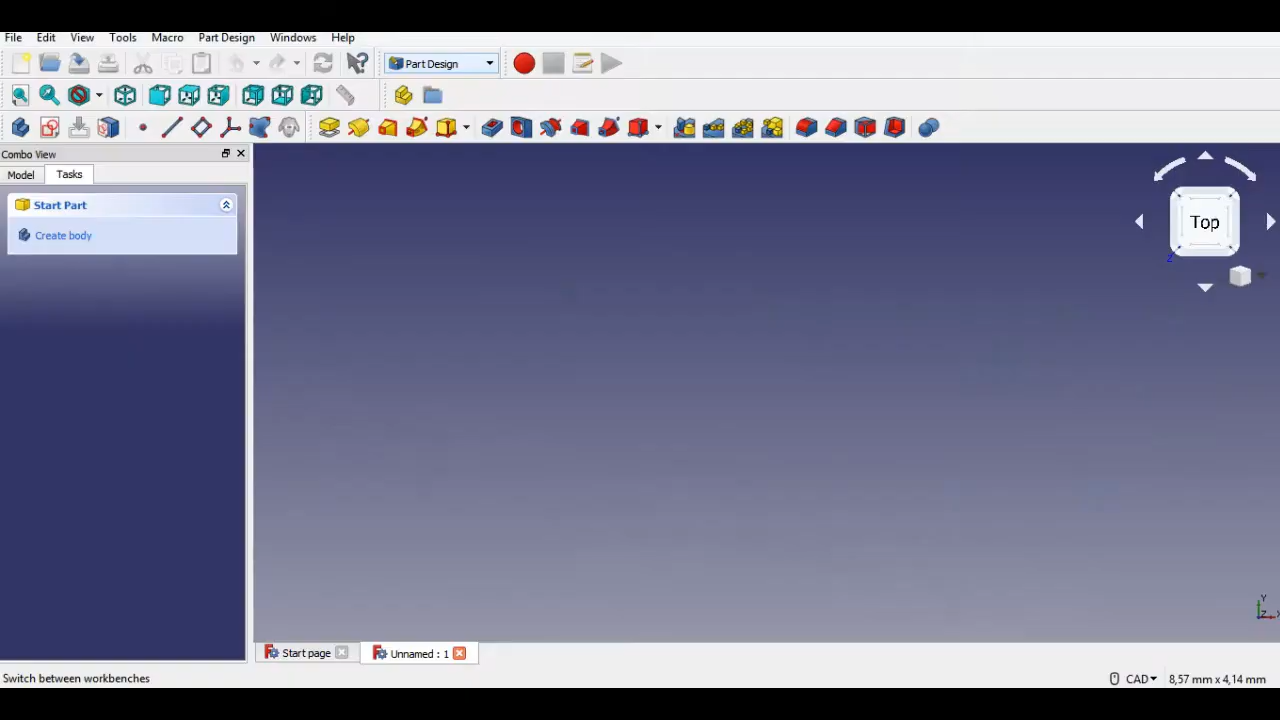 File Edit View Tools Macro Part Design Windows Help
Part Design
Combo View
Model Tasks
Start Part
Create body
Top
Z
Y
Z X
Start page Unnamed : 1
Switch between workbenches CAD 8,57 mm x 4,14 mm